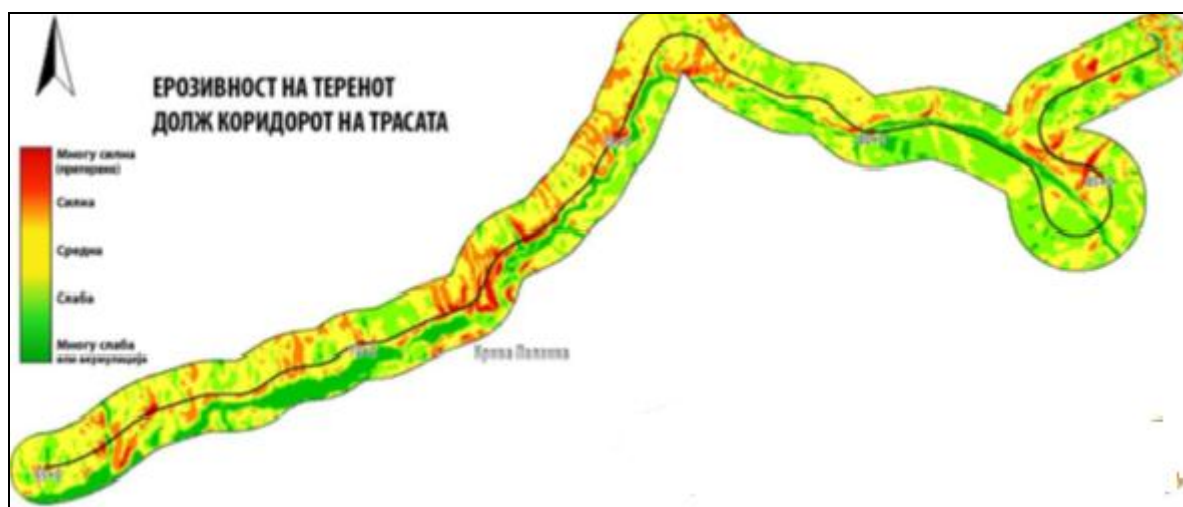 ЕРОЗИВНОСТ НА ТЕРЕНОТ
ДОЛЖ КОРИДОРОТ НА ТРАСАТА
Многу силна
(претерана)
Силна
Средна
Слаба
Многу слаба
или акумулација
Крива Паланка